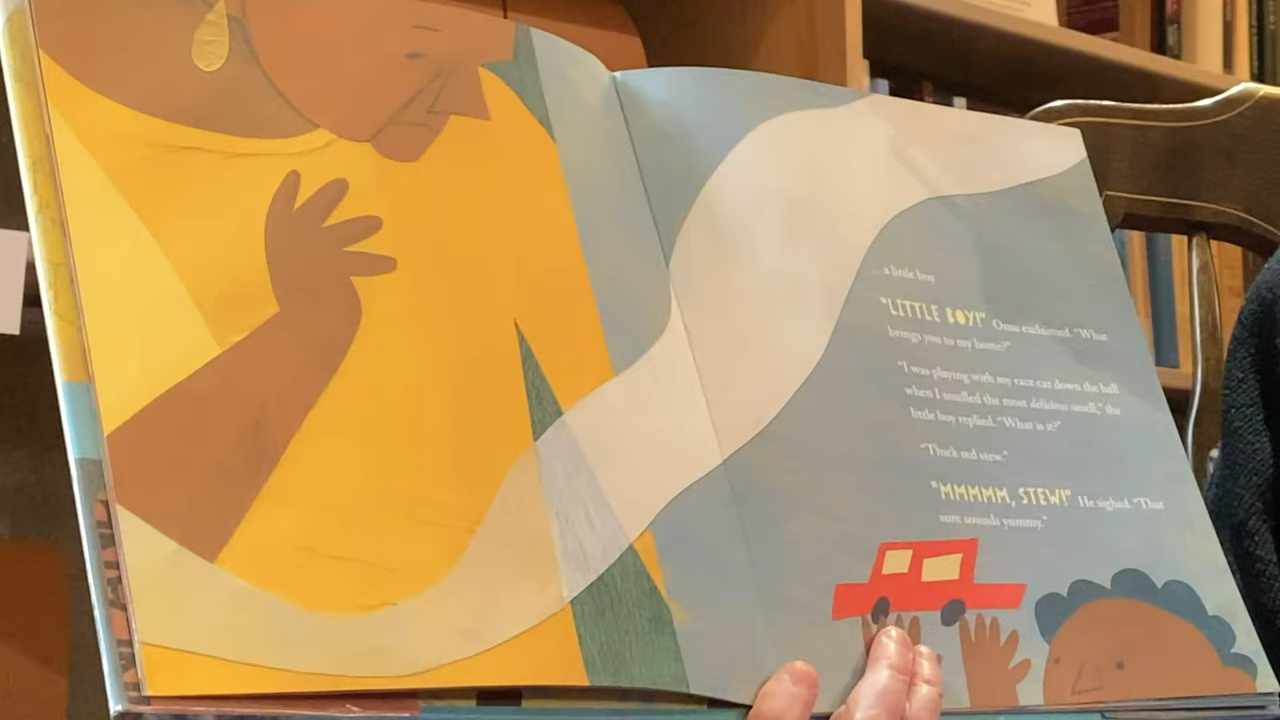 a little boy
"LITTLE BOY!" Omu exclaimed. "What
brings you to my home?"
"I was playing with my race car down the hall
when I smelled the most delicious smell," the
little boy replied. "What is it?"
"Thick red stew."
"MMMMM, STEW!" He sighed. "That
sure sounds yummy."